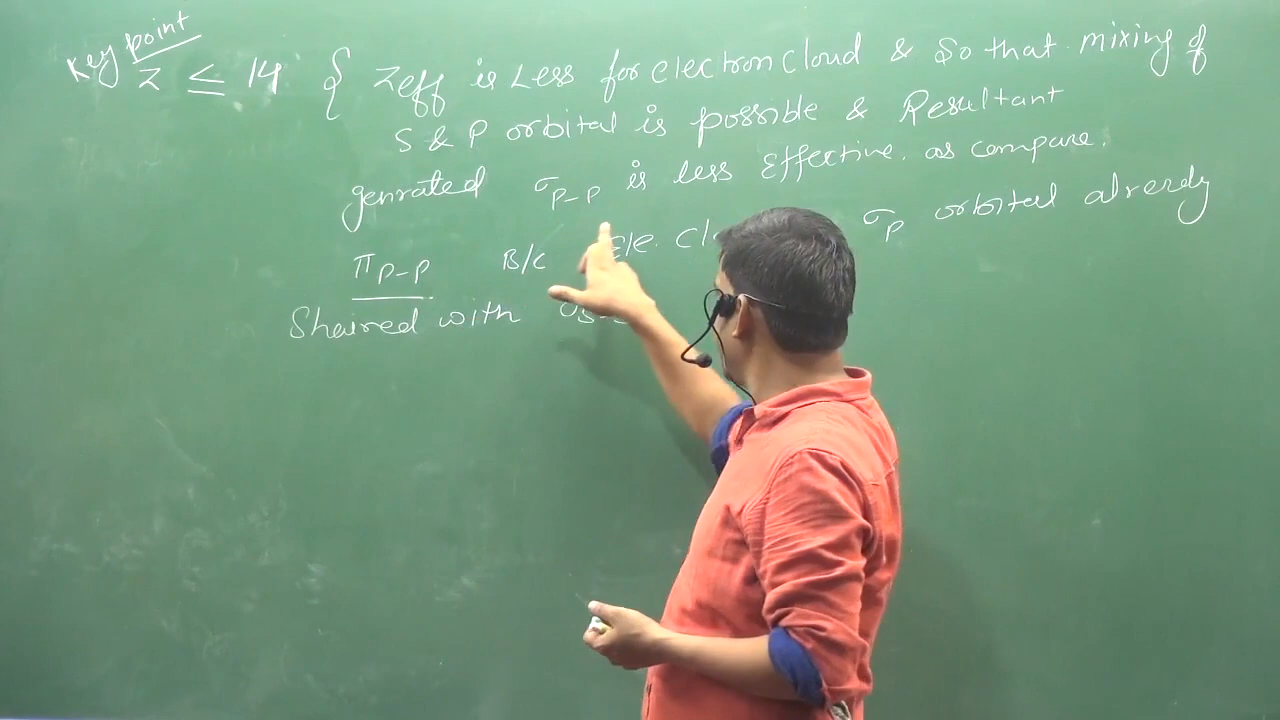 Key point
Z ≤ 14 { Zeff is Less for electron cloud & So that mixing of
S & P orbital is possible & Resultant
genrated σP-P is less Effective. as compare.
πP-P B/C σP orbital already
Shaired with